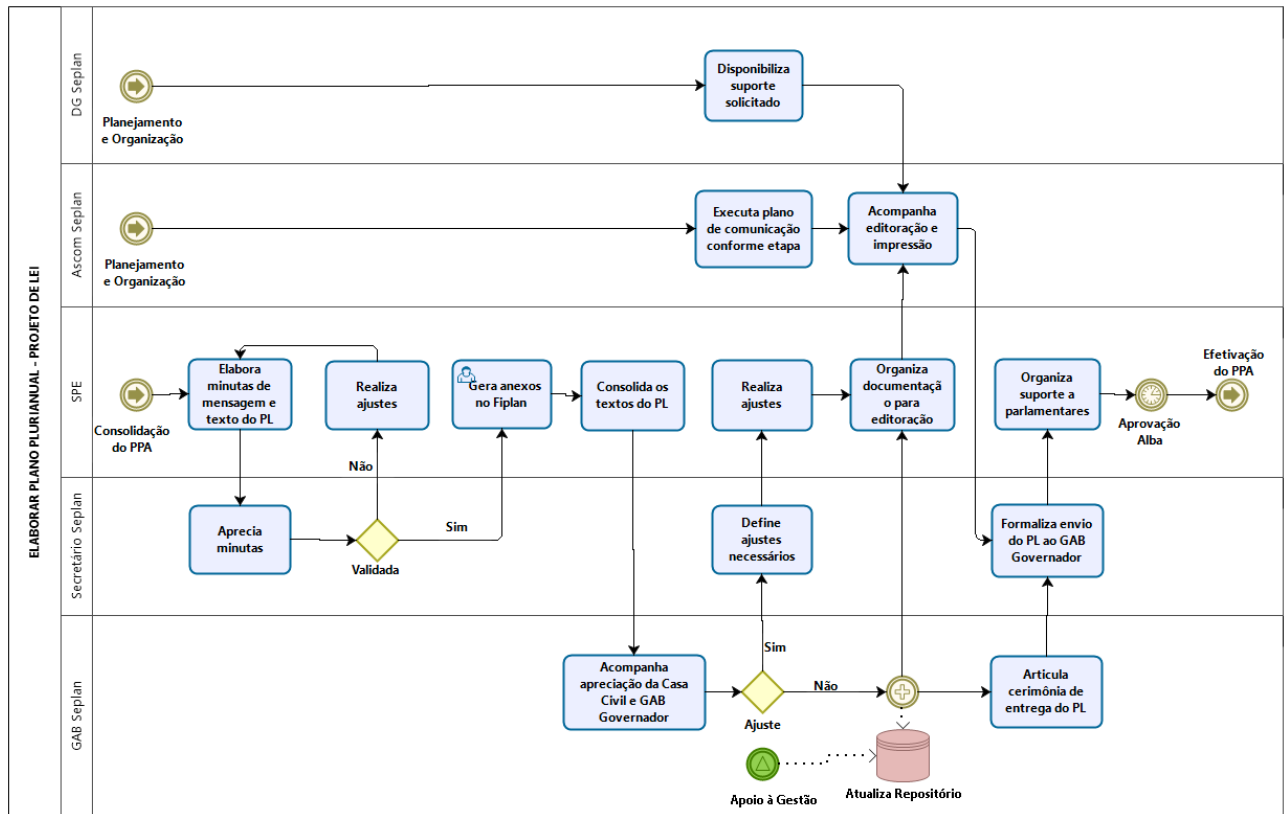 ELABORAR PLANO PLURIANUAL - PROJETO DE LEI
DG Seplan
Planejamento
e Organização
Disponibiliza
suporte
solicitado
Ascom Seplan
Planejamento
e Organização
Executa plano
de comunicação
conforme etapa
Acompanha
editoração e
impressão
SPE
Consolidação
do PPA
Elabora
minutas de
mensagem e
texto do PL
Realiza
ajustes
Gera anexos
no Fiplan
Consolida os
textos do PL
Realiza
ajustes
Organiza
documentaçã
o para
editoração
Organiza
suporte a
parlamentares
Aprovação
Alba
Efetivação
do PPA
Não
Sim
Secretário Seplan
Aprecia
minutas
Validada
Define
ajustes
necessários
Formaliza envio
do PL ao GAB
Governador
GAB Seplan
Acompanha
apreciação da Casa
Civil e GAB
Governador
Sim
Ajuste
Não
Articula
cerimônia de
entrega do PL
Apoio à Gestão
Atualiza Repositório